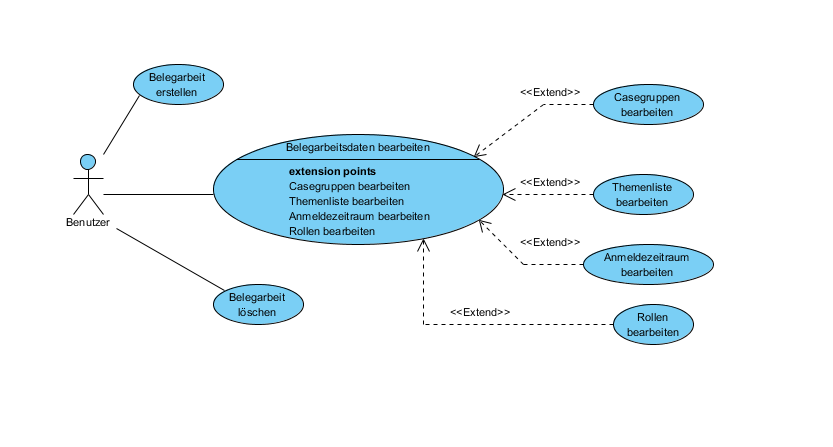 Belegarbeit
erstellen
Benutzer
Belegarbeit
löschen
Belegarbeitsdaten bearbeiten
extension points
Casegruppen bearbeiten
Themenliste bearbeiten
Anmeldezeitraum bearbeiten
Rollen bearbeiten
<<Extend>>
Casegruppen
bearbeiten
<<Extend>>
Themenliste
bearbeiten
<<Extend>>
Anmeldezeitraum
bearbeiten
<<Extend>>
Rollen
bearbeiten